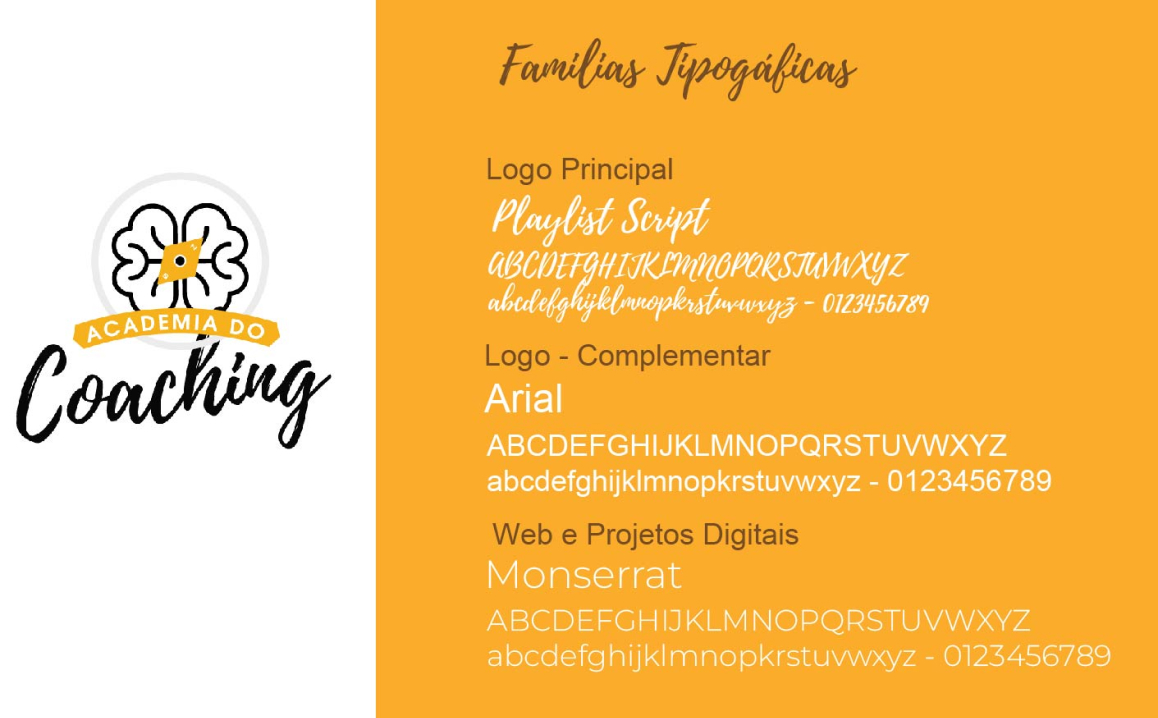 ACADEMIA DO
Coaching
Familias Tipogáficas
Logo Principal
Playlist Script
ABCDEFGHIJKLMNOPQRSTUVWXYZ
abcdefghijklmnopkrstuvwxyz - 0123456789
Logo - Complementar
Arial
ABCDEFGHIJKLMNOPQRSTUVWXYZ
abcdefghijklmnopkrstuvwxyz - 0123456789
Web e Projetos Digitais
Monserrat
ABCDEFGHIJKLMNOPQRSTUVWXYZ
abcdefghijklmnopkrstuvwxyz - 0123456789